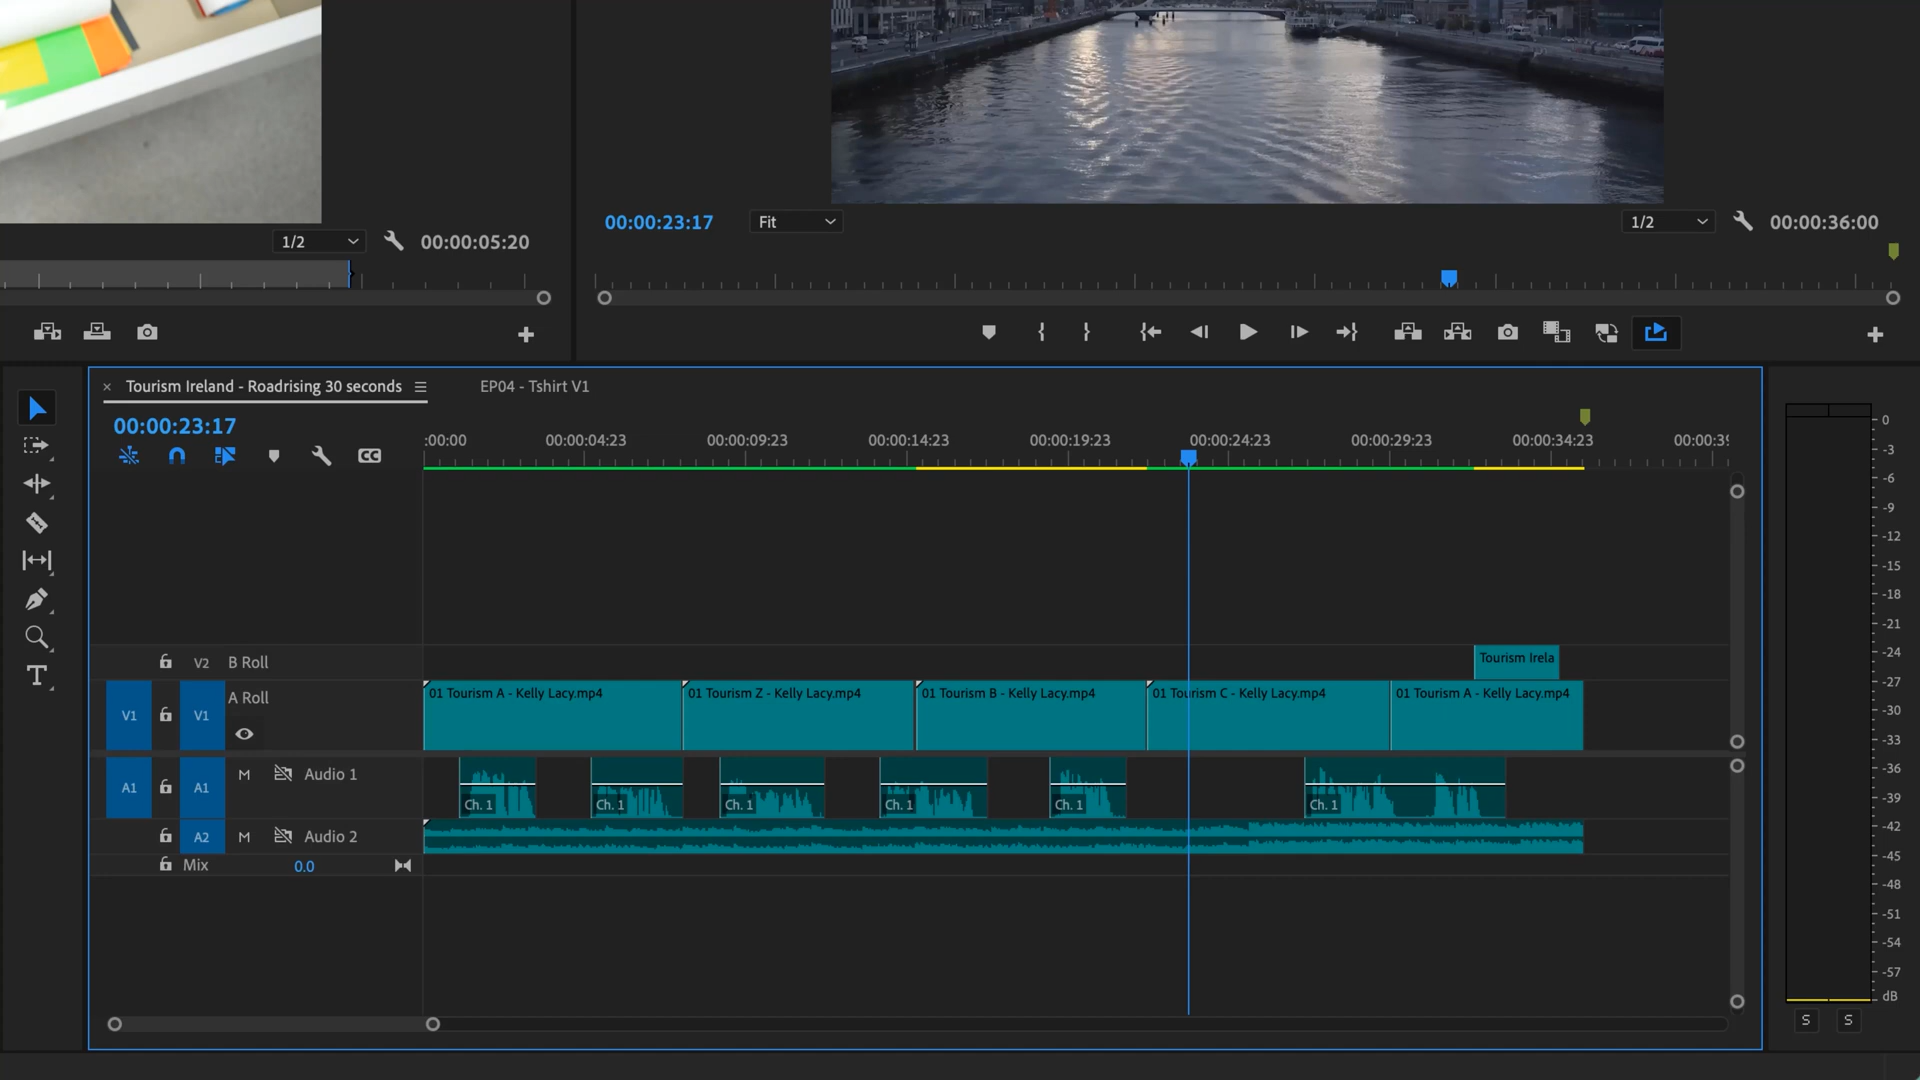 1/2
00:00:05:20
00:00:23:17
Fit
1/2
00:00:36:00
Tourism Ireland - Roadrising 30 seconds
EP04 - Tshirt V1
00:00:23:17
:00:00
00:00:04:23
00:00:09:23
00:00:14:23
00:00:19:23
00:00:24:23
00:00:29:23
00:00:34:23
00:00:39
CC
V2 B Roll
Tourism Irela
V1 V1 A Roll
01 Tourism A - Kelly Lacy.mp4
01 Tourism Z - Kelly Lacy.mp4
01 Tourism B - Kelly Lacy.mp4
01 Tourism C - Kelly Lacy.mp4
01 Tourism A - Kelly Lacy.mp4
A1 A1 M Audio 1
Ch. 1
Ch. 1
Ch. 1
Ch. 1
Ch. 1
Ch. 1
A2 M Audio 2
Mix 0.0
0
-3
-6
-9
-12
-15
-18
-21
-24
-27
-30
-33
-36
-39
-42
-45
-48
-51
-54
-57
dB
S S